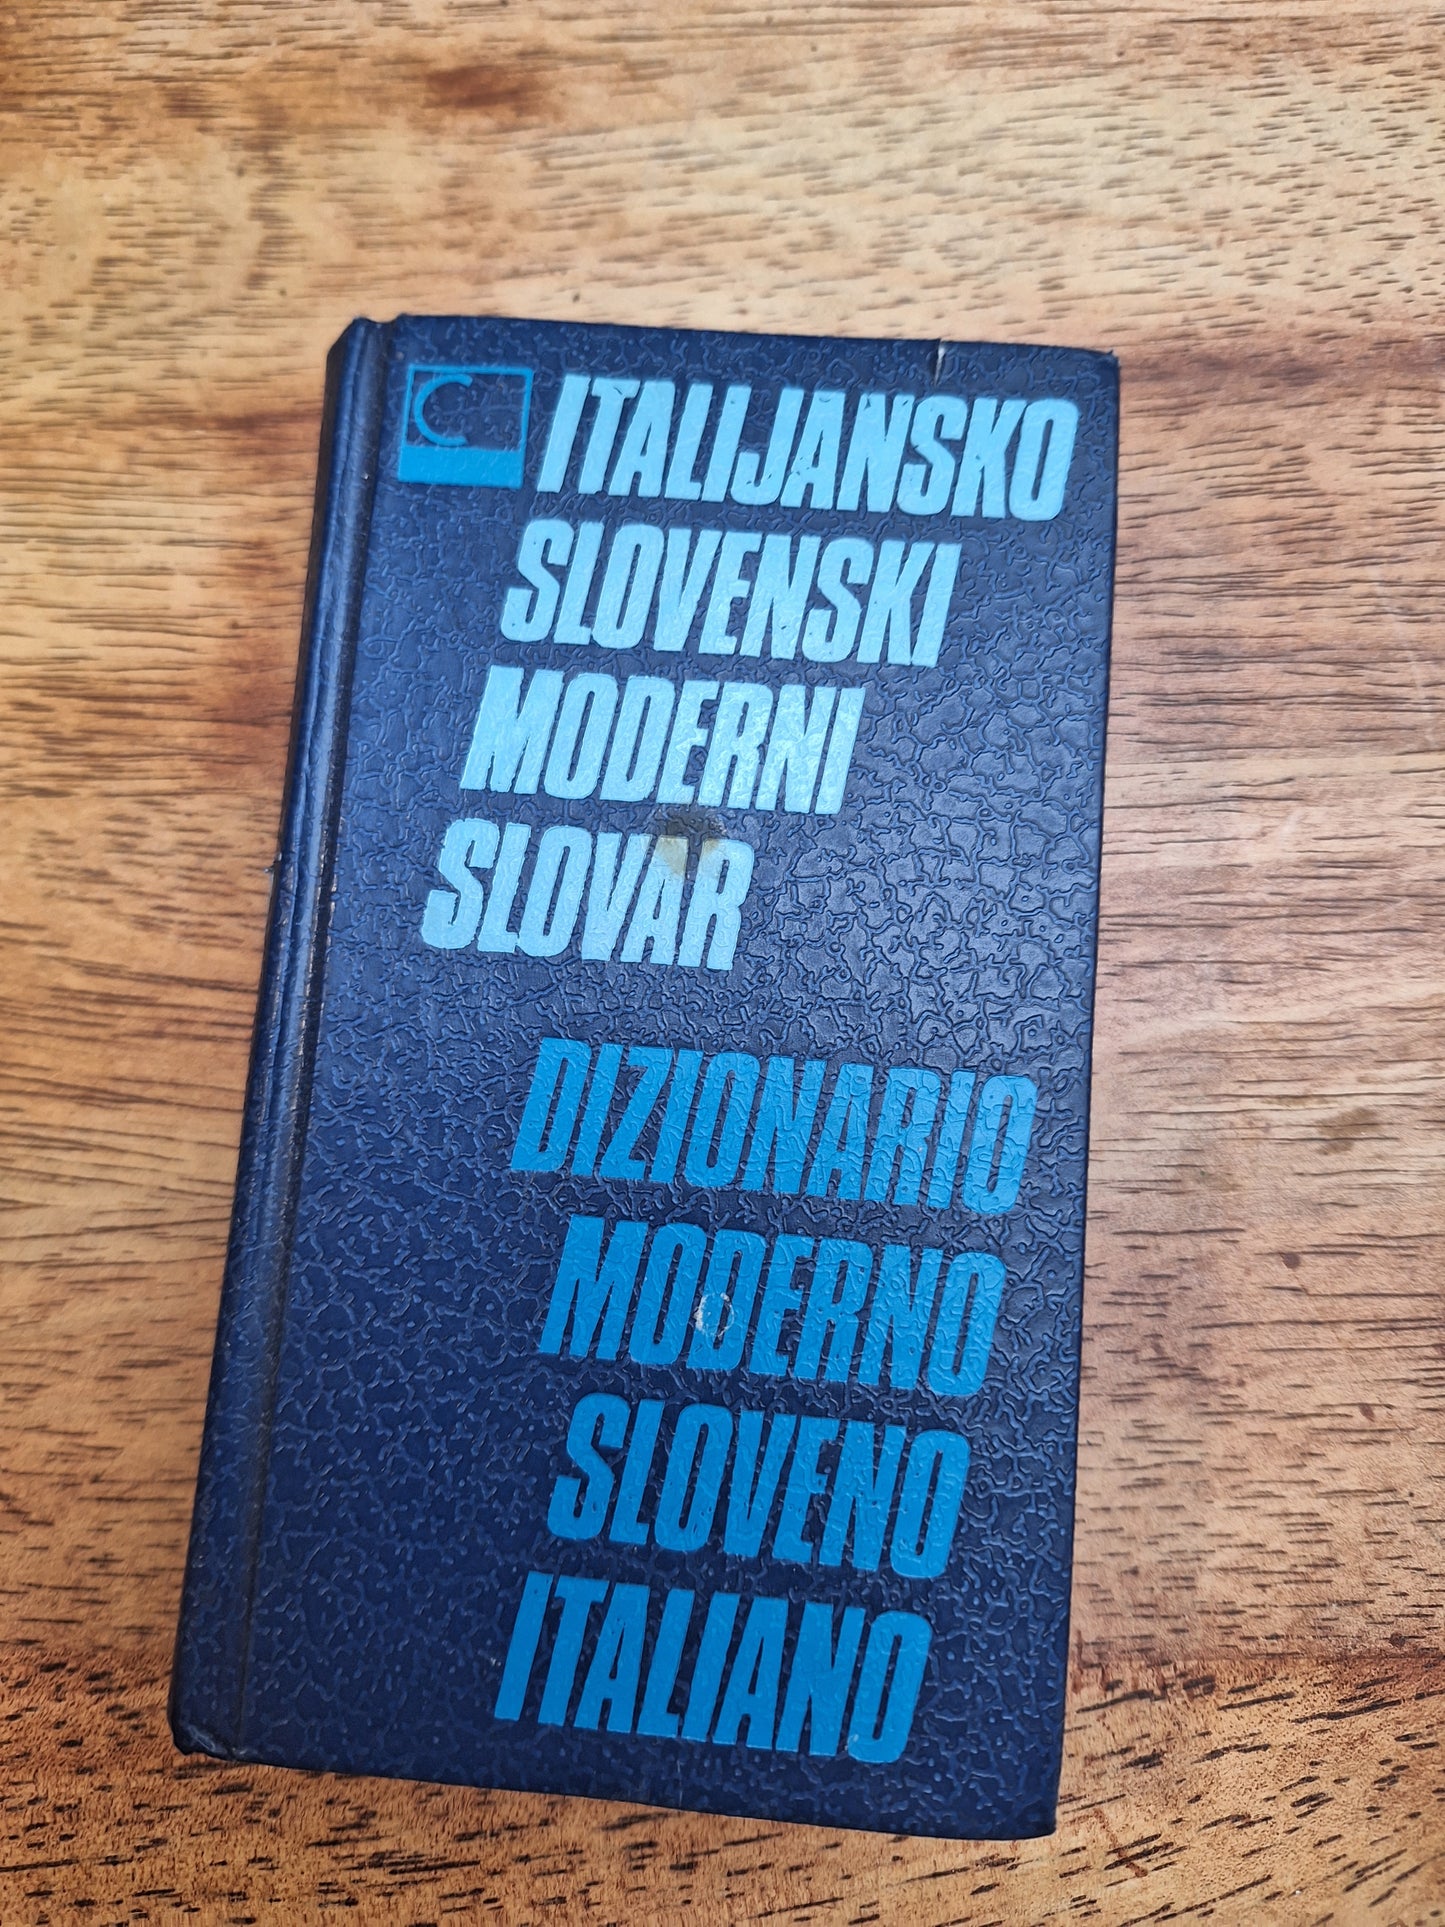 C
ITALIJANSKO
SLOVENSKI
MODERNI
SLOVAR
DIZIONARIO
MODERNO
SLOVENO
ITALIANO